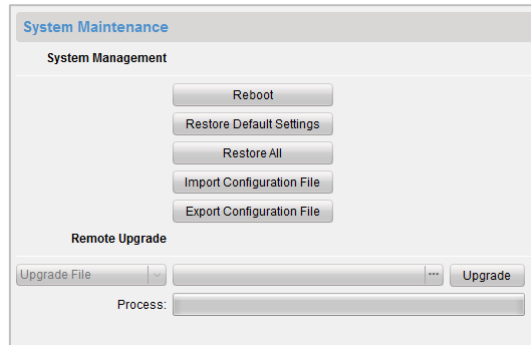 System Maintenance
System Management
Reboot
Restore Default Settings
Restore All
Import Configuration File
Export Configuration File
Remote Upgrade
Upgrade File ... Upgrade
Process: